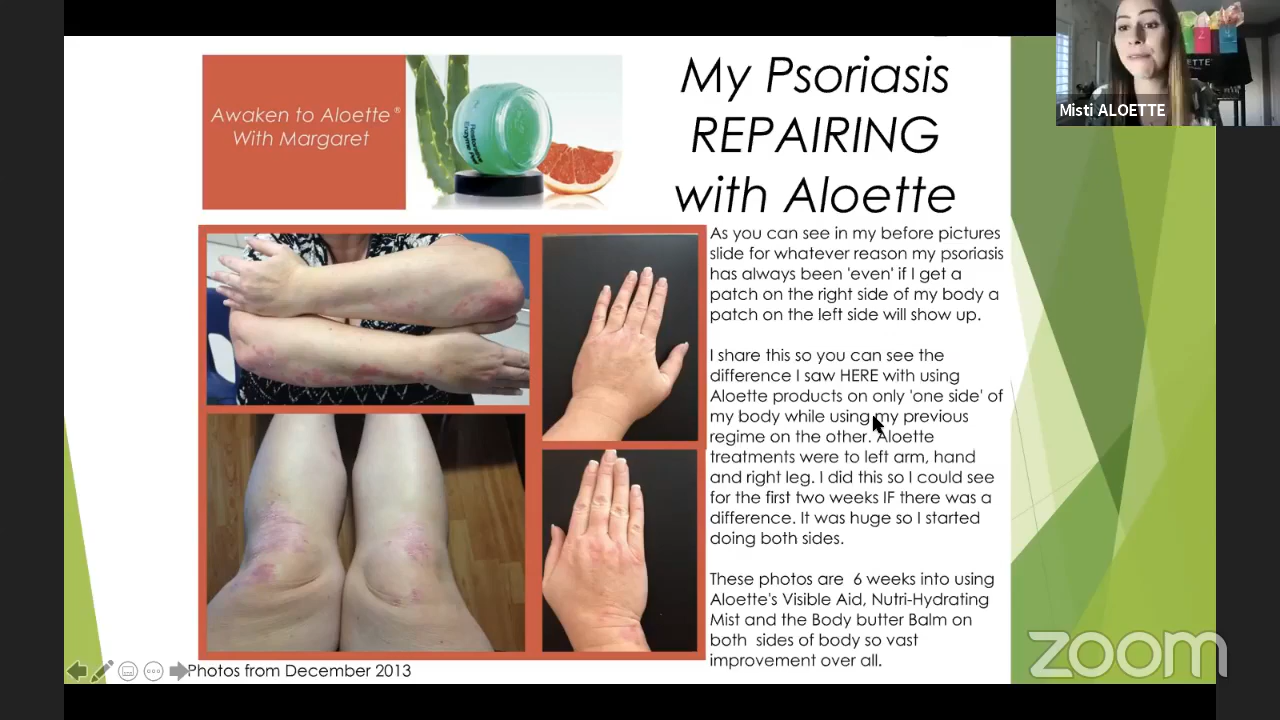 Awaken to Aloette®
With Margaret
My Psoriasis
REPAIRING
with Aloette
Misti ALOETTE
As you can see in my before pictures
slide for whatever reason my psoriasis
has always been 'even' if I get a
patch on the right side of my body a
patch on the left side will show up.
I share this so you can see the
difference I saw HERE with using
Aloette products on only 'one side' of
my body while using my previous
regime on the other. Aloette
treatments were to left arm, hand
and right leg. I did this so I could see
for the first two weeks IF there was a
difference. It was huge so I started
doing both sides.
These photos are  6 weeks into using
Aloette's Visible Aid, Nutri-Hydrating
Mist and the Body butter Balm on
both  sides of body so vast
improvement over all.
Photos from December 2013
zoom